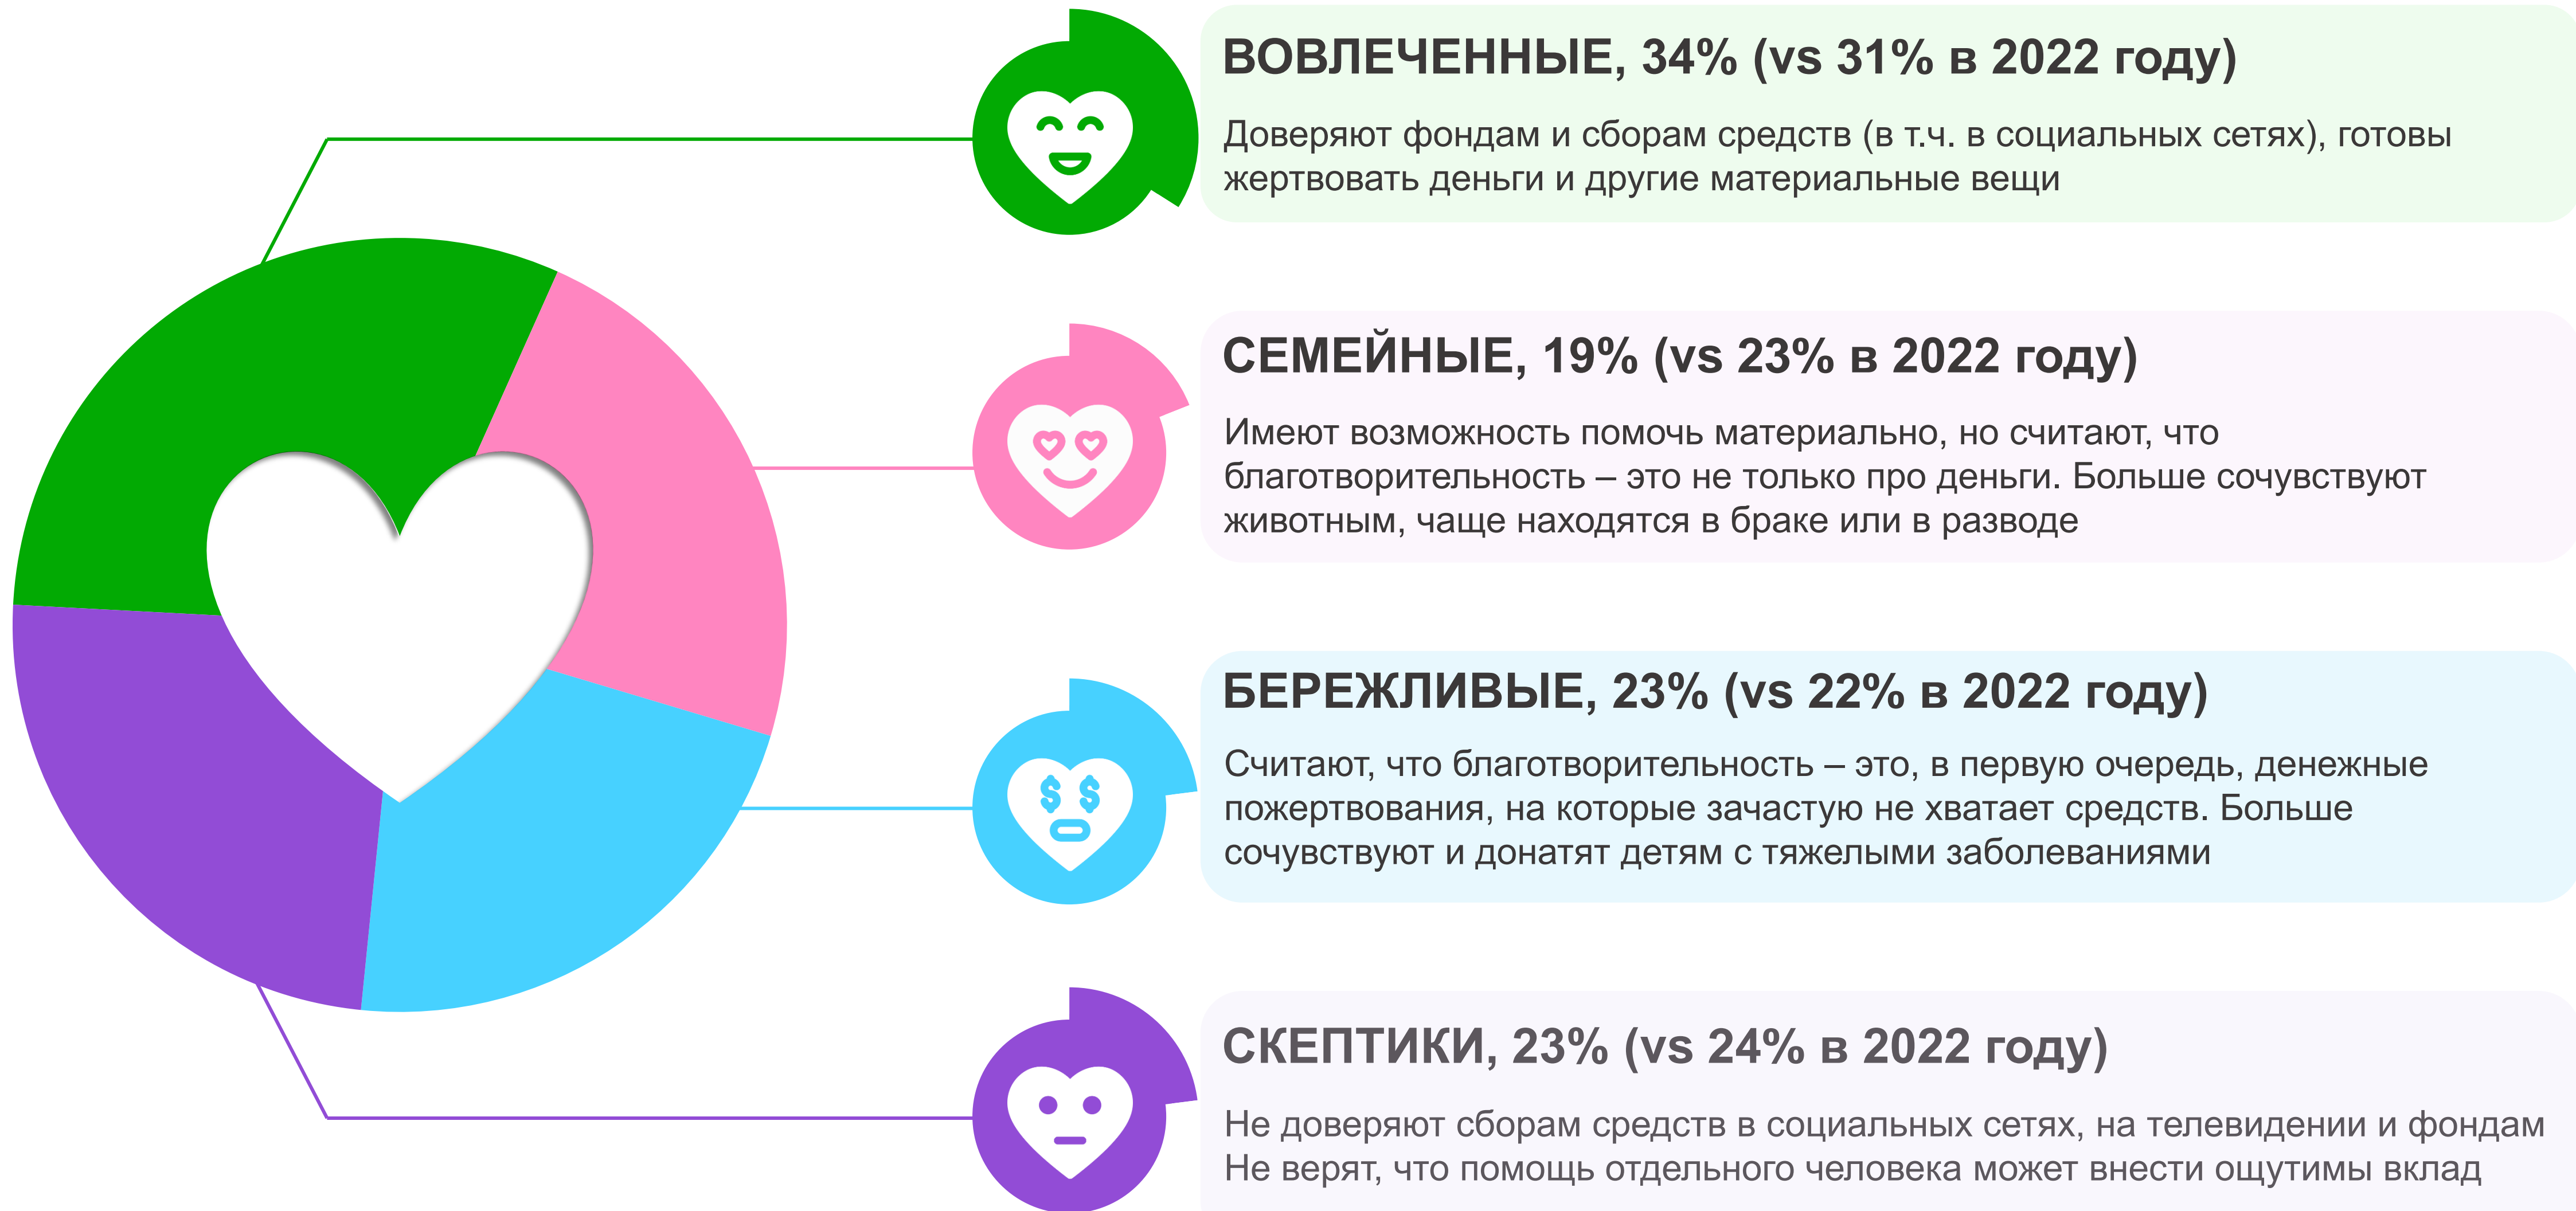 ВОВЛЕЧЕННЫЕ, 34% (vs 31% в 2022 году)
Доверяют фондам и сборам средств (в т.ч. в социальных сетях), готовы
жертвовать деньги и другие материальные вещи
СЕМЕЙНЫЕ, 19% (vs 23% в 2022 году)
Имеют возможность помочь материально, но считают, что
благотворительность – это не только про деньги. Больше сочувствуют
животным, чаще находятся в браке или в разводе
БЕРЕЖЛИВЫЕ, 23% (vs 22% в 2022 году)
Считают, что благотворительность – это, в первую очередь, денежные
пожертвования, на которые зачастую не хватает средств. Больше
сочувствуют и донатят детям с тяжелыми заболеваниями
СКЕПТИКИ, 23% (vs 24% в 2022 году)
Не доверяют сборам средств в социальных сетях, на телевидении и фондам
Не верят, что помощь отдельного человека может внести ощутимы вклад